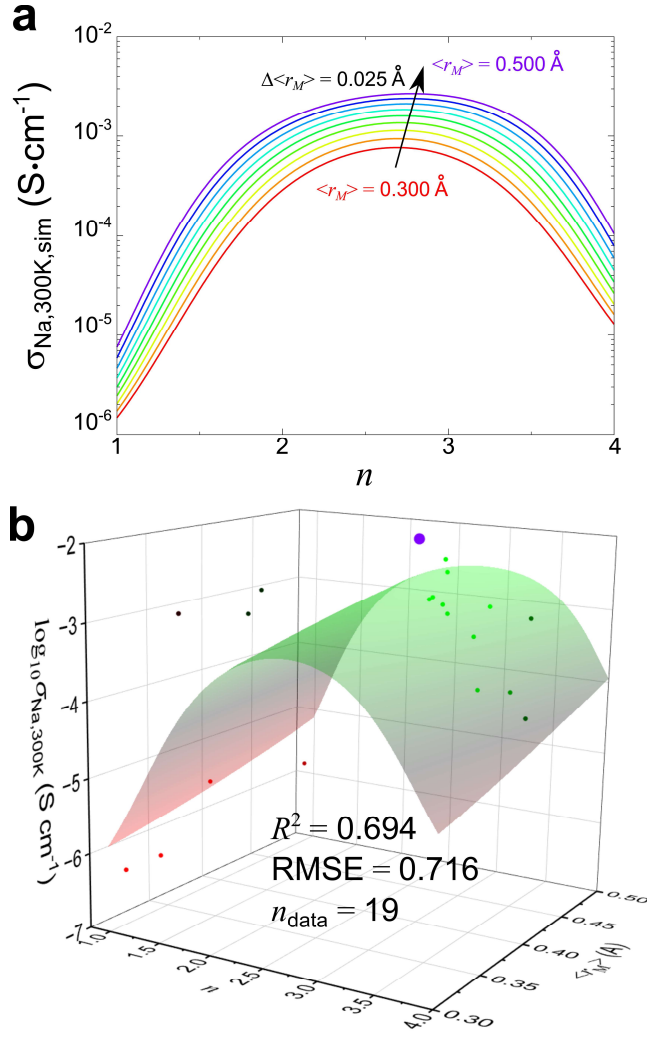 a
10⁻²
10⁻³
10⁻⁴
10⁻⁵
10⁻⁶
σNa,300K,sim (S•cm⁻¹)
Δ<rM> = 0.025 Å
<rM> = 0.500 Å
<rM> = 0.300 Å
1
2
3
4
n
b
-2
-3
-4
-5
-6
-7
log₁₀σNa,300K (S cm⁻¹)
R² = 0.694
RMSE = 0.716
ndata = 19
1.0
1.5
2.0
2.5
3.0
3.5
4.0
n
0.50
0.45
0.40
0.35
0.30
<rM> (Å)